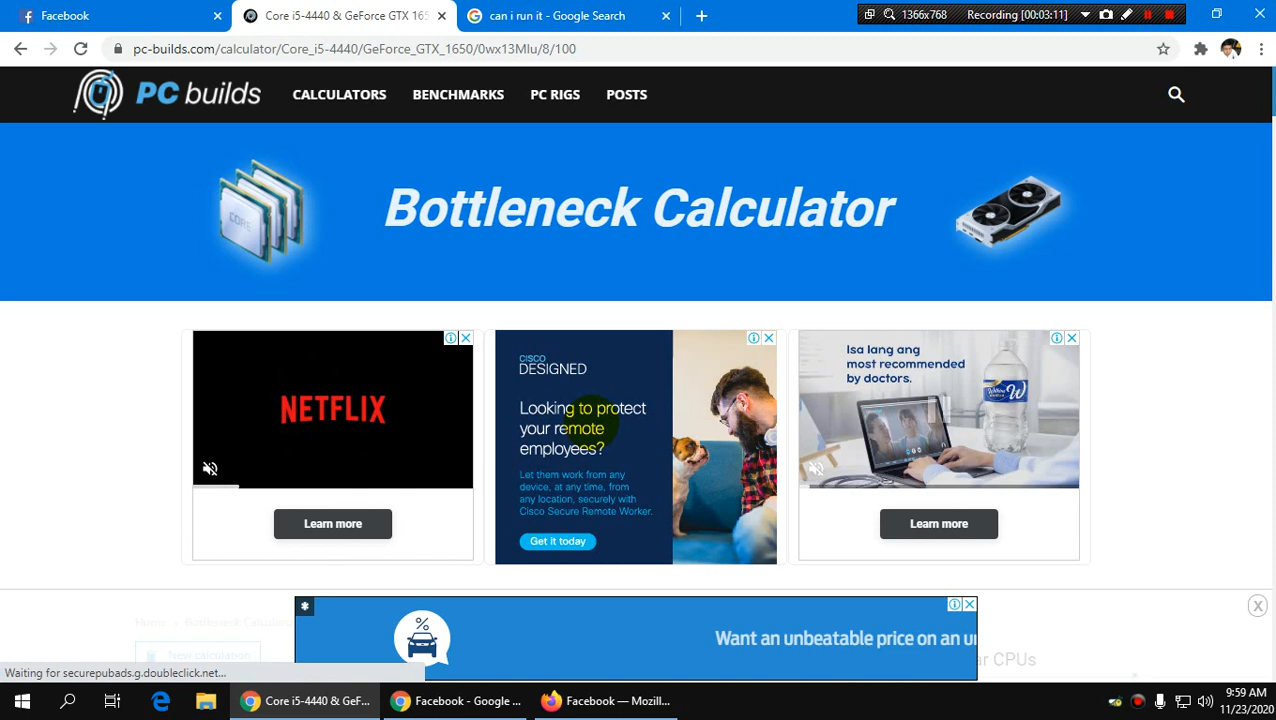 Facebook
Core i5-4440 & GeForce GTX 165
can i run it - Google Search
1366x768
Recording [00:03:11]
pc-builds.com/calculator/Core_i5-4440/GeForce_GTX_1650/0wx13MIu/8/100
PC builds
CALCULATORS
BENCHMARKS
PC RIGS
POSTS
CORE
Bottleneck Calculator
NETFLIX
Learn more
CISCO
DESIGNED
Looking to protect
your remote
employees?
Let them work from any
device, at any time, from
any location, securely with
Cisco Secure Remote Worker.
Get it today
Isa lang ang
most recommended
by doctors.
W
Learn more
Home
Bottleneck Calculator
New calculation
%
Want an unbeatable price on an u
ar CPUs
X
Waiting for securepubads.g.doubleclick.net...
Core i5-4440 & GeF...
Facebook - Google ...
Facebook — Mozill...
9:59 AM
11/23/2020